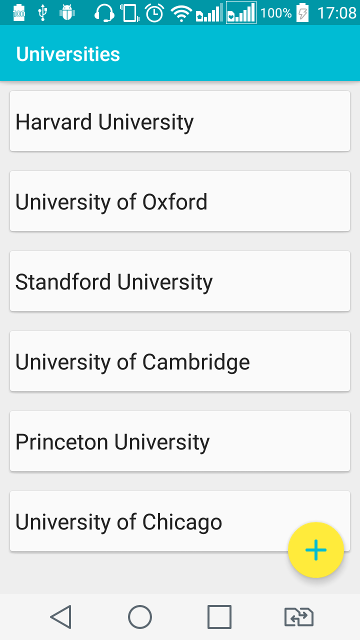 100% 17:08
Universities
Harvard University
University of Oxford
Standford University
University of Cambridge
Princeton University
University of Chicago